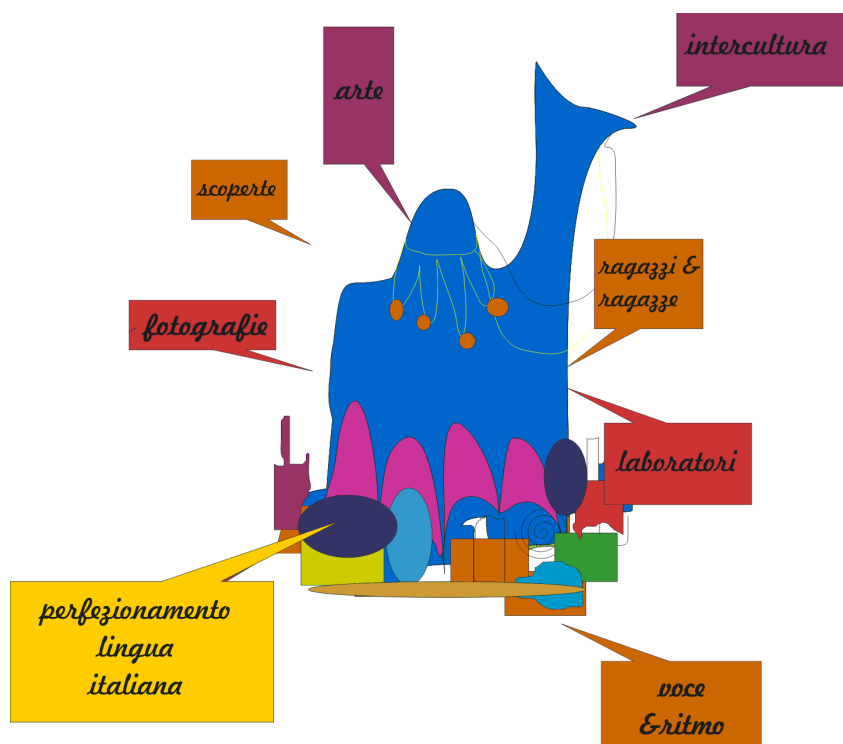 intercultura
arte
scoperte
ragazzi &
ragazze
fotografie
laboratori
perfezionamento
lingua
italiana
voce
&ritmo